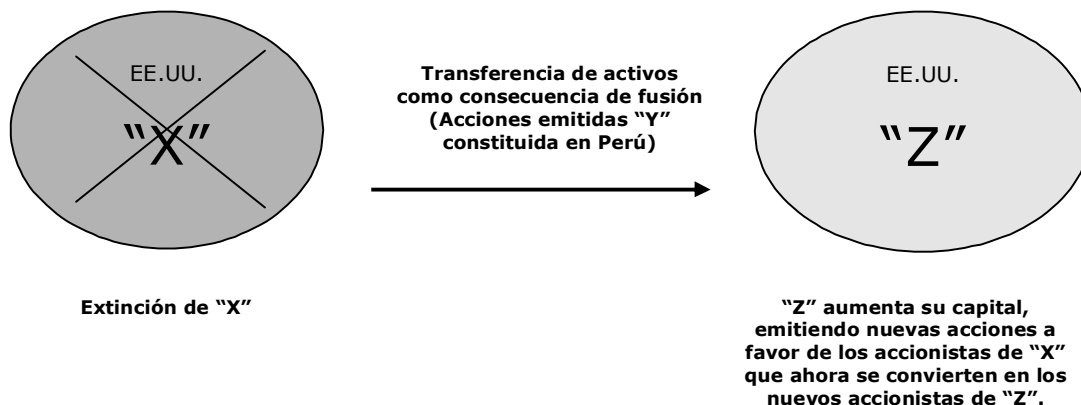 EE.UU.
“X”
Transferencia de activos
como consecuencia de fusión
(Acciones emitidas “Y”
constituida en Perú)
EE.UU.
“Z”
Extinción de “X”
“Z” aumenta su capital,
emitiendo nuevas acciones a
favor de los accionistas de “X”
que ahora se convierten en los
nuevos accionistas de “Z”.